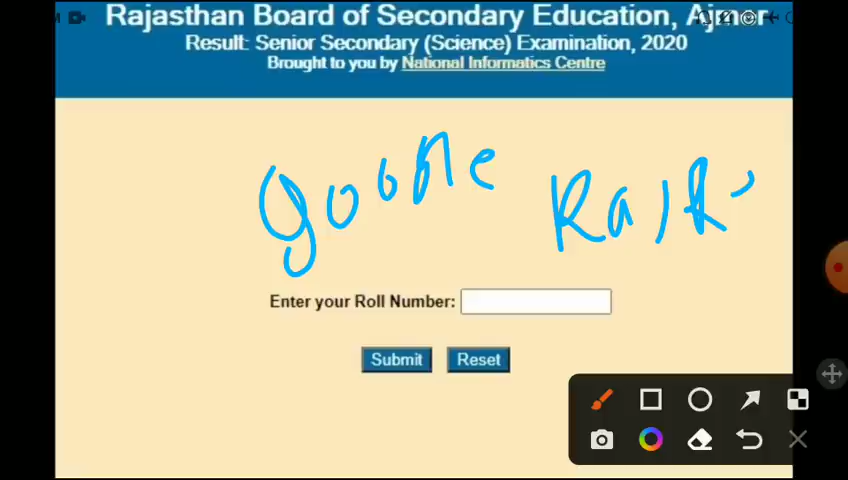 Rajasthan Board of Secondary Education, Ajmer
Result: Senior Secondary (Science) Examination, 2020
Brought to you by National Informatics Centre
Enter your Roll Number:
Submit Reset